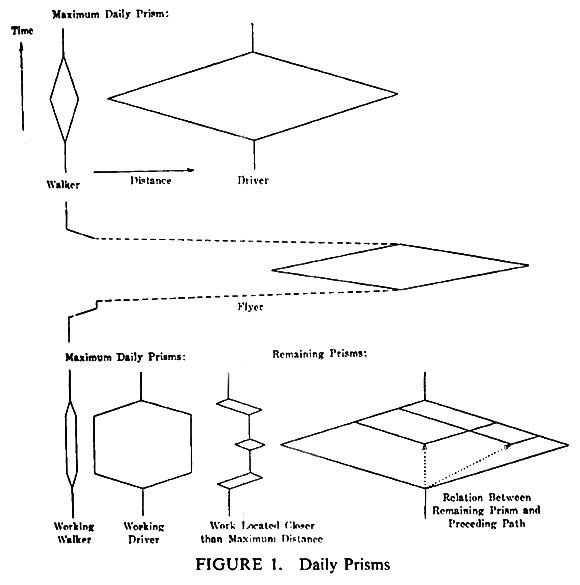 Maximum Daily Prism:
Time
Walker
Distance
Driver
Flyer
Maximum Daily Prisms:
Remaining Prisms:
Working
Walker
Working
Driver
Work Located Closer
than Maximum Distance
Relation Between
Remaining Prism and
Preceding Path
FIGURE 1. Daily Prisms